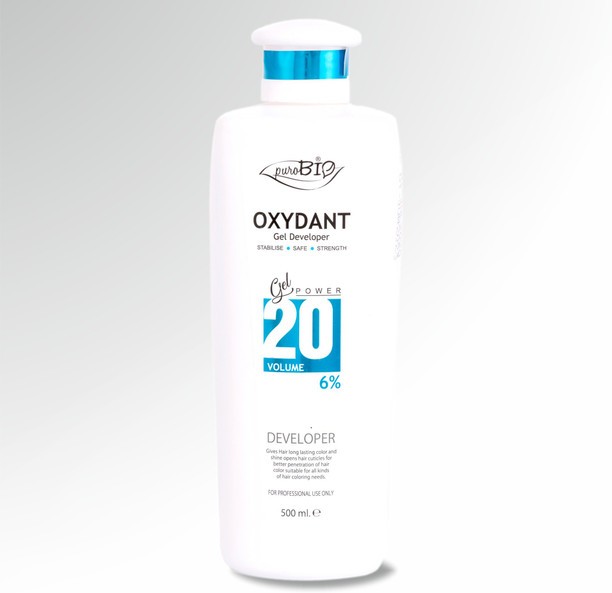 puroBIO®
OXYDANT
Gel Developer
STABILISE ● SAFE ● STRENGTH
Gel POWER
20
VOLUME
6%
DEVELOPER
Gives Hair long lasting color and
shine opens hair cuticles for
better penetration of hair
color suitable for all kinds
of hair coloring needs.
FOR PROFESSIONAL USE ONLY
500 ml. ℮